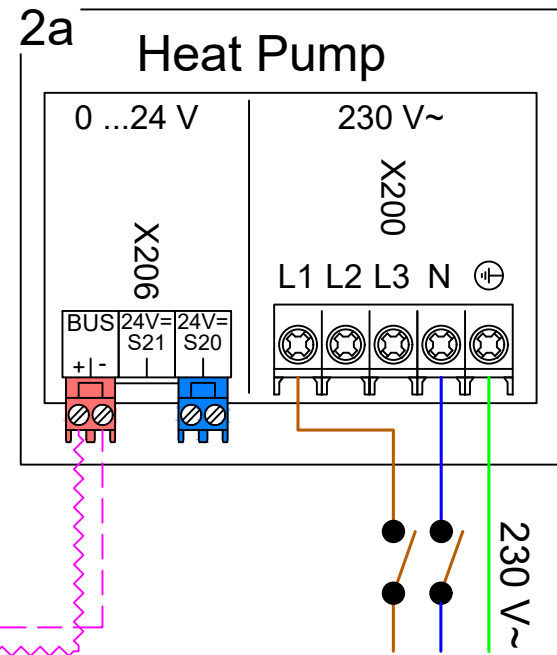 2a
Heat Pump
0 ...24 V
230 V~
X206
X200
L1 L2 L3 N
BUS
+ -
24V=
S21
24V=
S20
230 V~